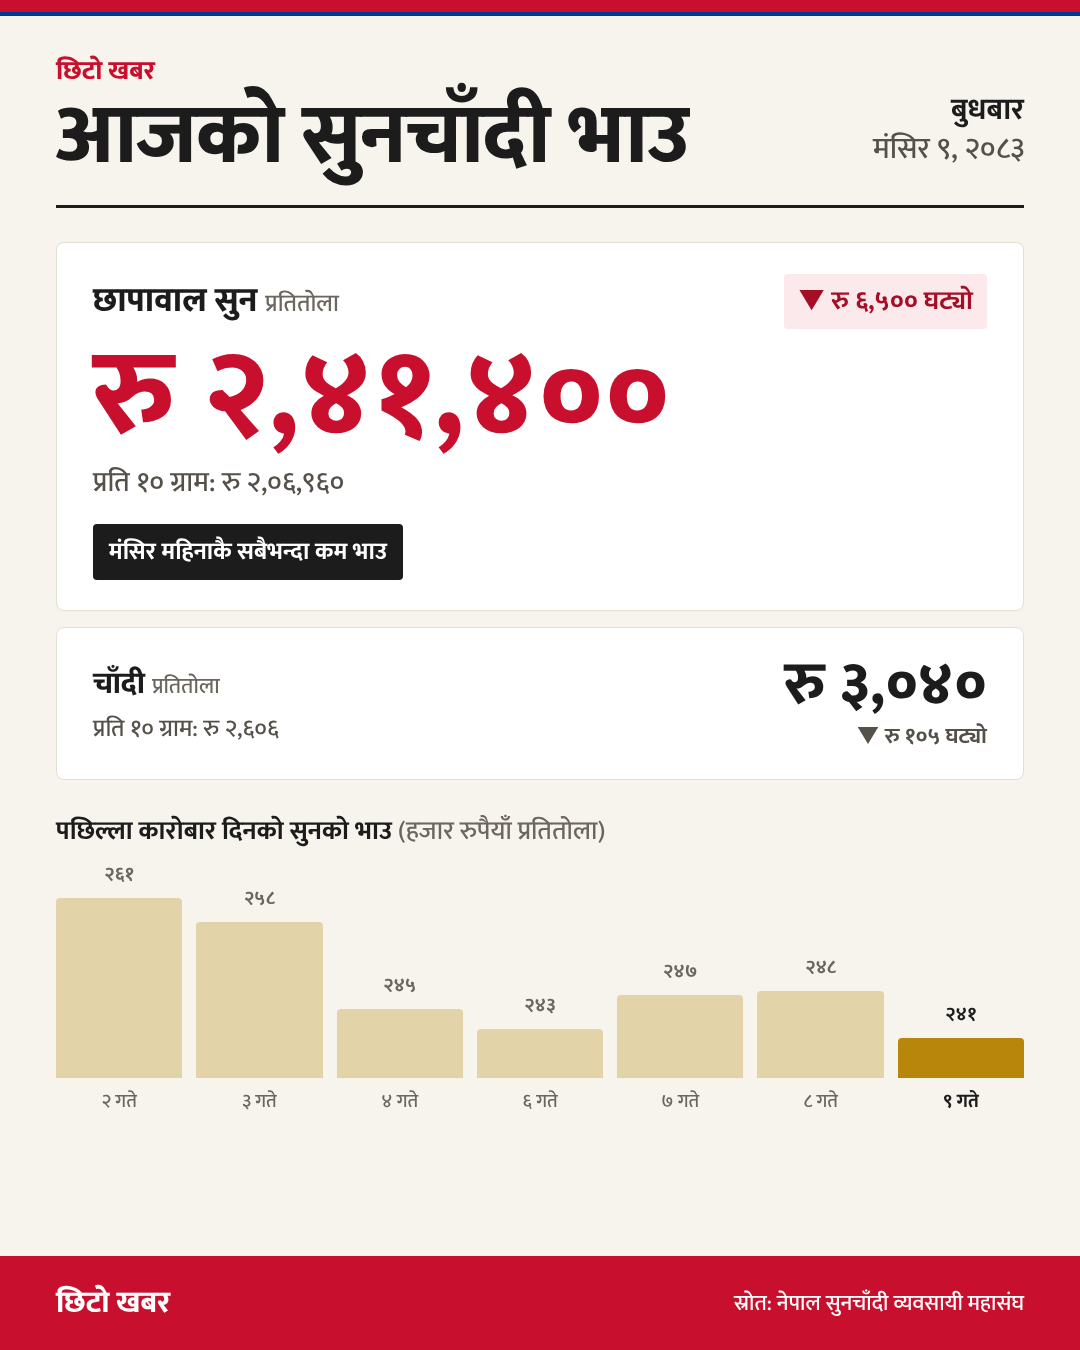 छिटो खबर
आजको सुनचाँदी भाउ
बुधबार
मंसिर ९, २०८३
छापावाल सुन प्रतितोला
▼ रु ६,५०० घट्यो
रु २,४१,४००
प्रति १० ग्राम: रु २,०६,९६०
मंसिर महिनाकै सबैभन्दा कम भाउ
चाँदी प्रतितोला
प्रति १० ग्राम: रु २,६०६
रु ३,०४०
▼ रु १०५ घट्यो
पछिल्ला कारोबार दिनको सुनको भाउ (हजार रुपैयाँ प्रतितोला)
२६१ २५८ २४५ २४३ २४७ २४८ २४१
२ गते ३ गते ४ गते ६ गते ७ गते ८ गते ९ गते
छिटो खबर
स्रोत: नेपाल सुनचाँदी व्यवसायी महासंघ